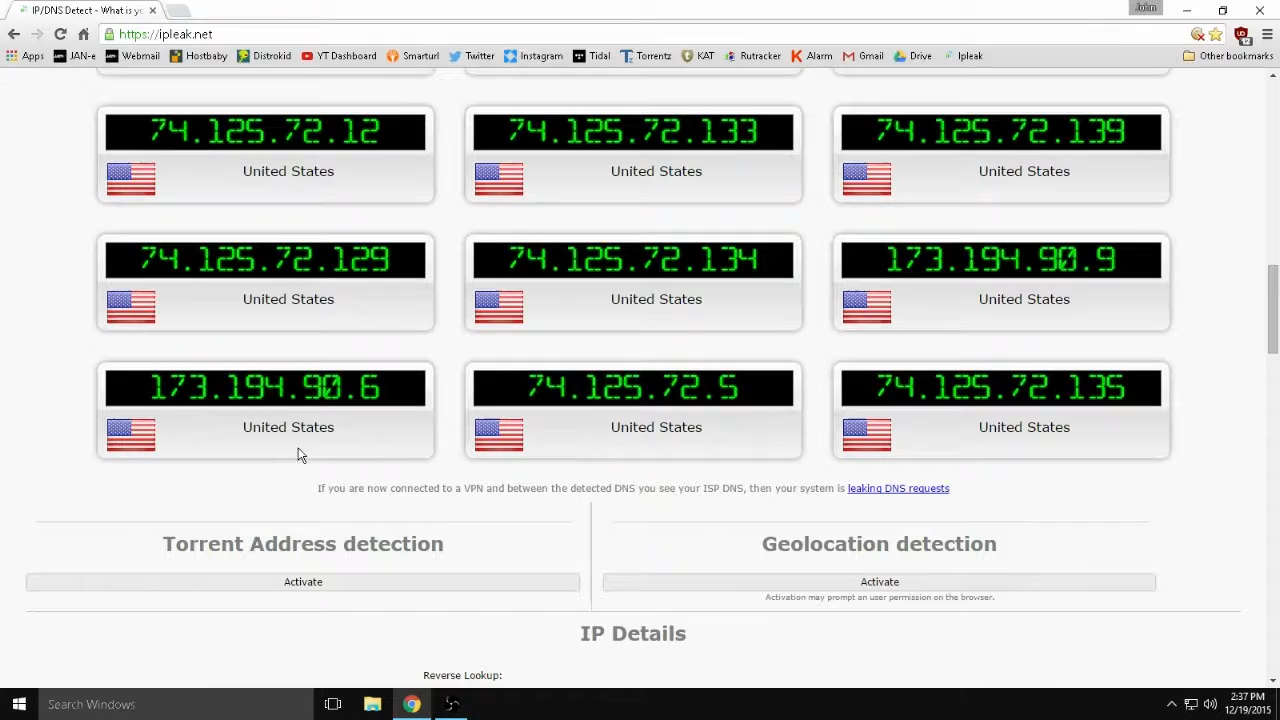 IP/DNS Detect - What is yo
John
https://ipleak.net
Apps JAN-e Webmail Hostbaby Distrokid YT Dashboard Smarturl Twitter Instagram Tidal Torrentz KAT Rutracker Alarm Gmail Drive Ipleak Other bookmarks
12
74.125.72.12 74.125.72.133 74.125.72.139
United States United States United States
74.125.72.129 74.125.72.134 173.194.90.9
United States United States United States
173.194.90.6 74.125.72.5 74.125.72.135
United States United States United States
If you are now connected to a VPN and between the detected DNS you see your ISP DNS, then your system is leaking DNS requests
Torrent Address detection Geolocation detection
Activate Activate
Activation may prompt an user permission on the browser.
IP Details
Reverse Lookup:
Search Windows
2:37 PM
12/19/2015